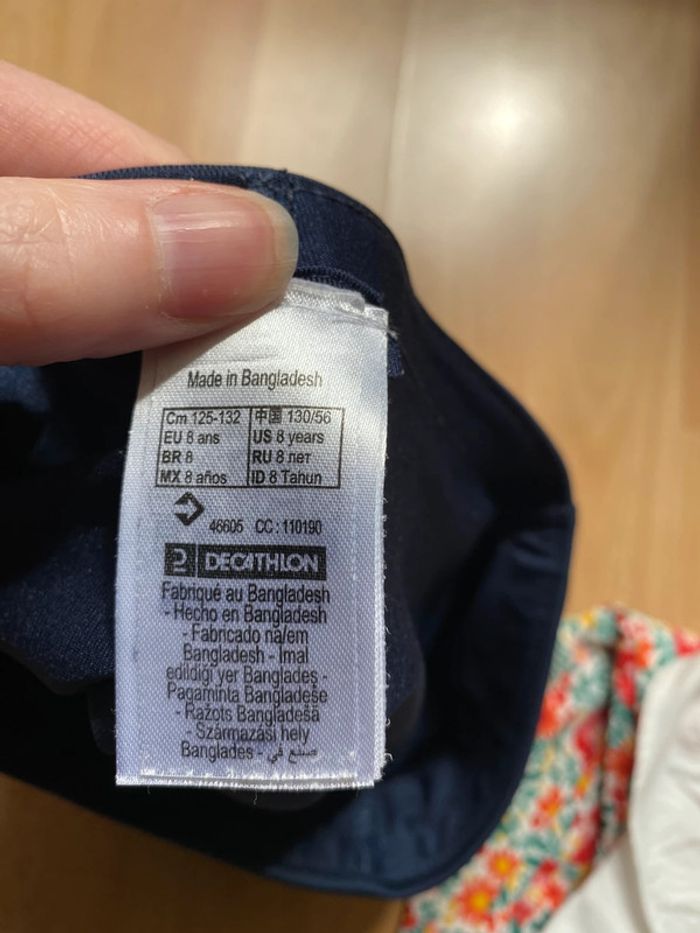 Made in Bangladesh
Cm 125-132 中国 130/56
EU 8 ans US 8 years
BR 8 RU 8 лет
MX 8 años ID 8 Tahun
46605 CC : 110190
DECATHLON
Fabriqué au Bangladesh
- Hecho en Bangladesh
- Fabricado na/em
Bangladesh - Imal
edildiği yer Bangladeş -
Pagaminta Bangladeše
- Ražots Bangladešā
- Származási hely
Banglades - صنع في